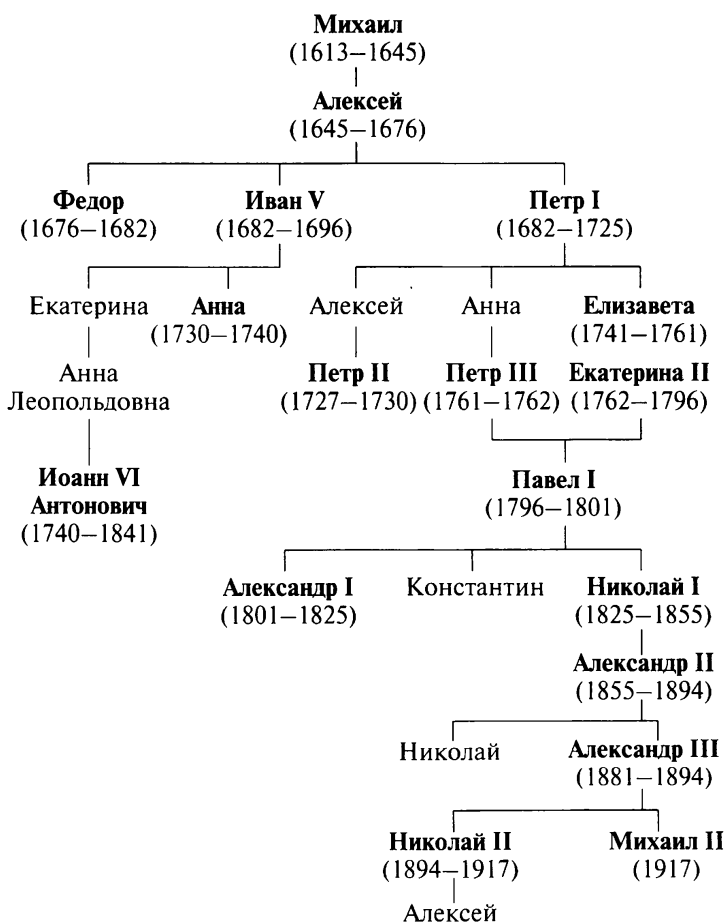 Михаил
(1613–1645)
Алексей
(1645–1676)
Федор Иван V Петр I
(1676–1682) (1682–1696) (1682–1725)
Екатерина Анна Алексей Анна Елизавета
(1730–1740) (1741–1761)
Анна Петр II Петр III Екатерина II
Леопольдовна (1727–1730) (1761–1762) (1762–1796)
Иоанн VI Павел I
Антонович (1796–1801)
(1740–1841)
Александр I Константин Николай I
(1801–1825) (1825–1855)
Александр II
(1855–1894)
Николай Александр III
(1881–1894)
Николай II Михаил II
(1894–1917) (1917)
Алексей